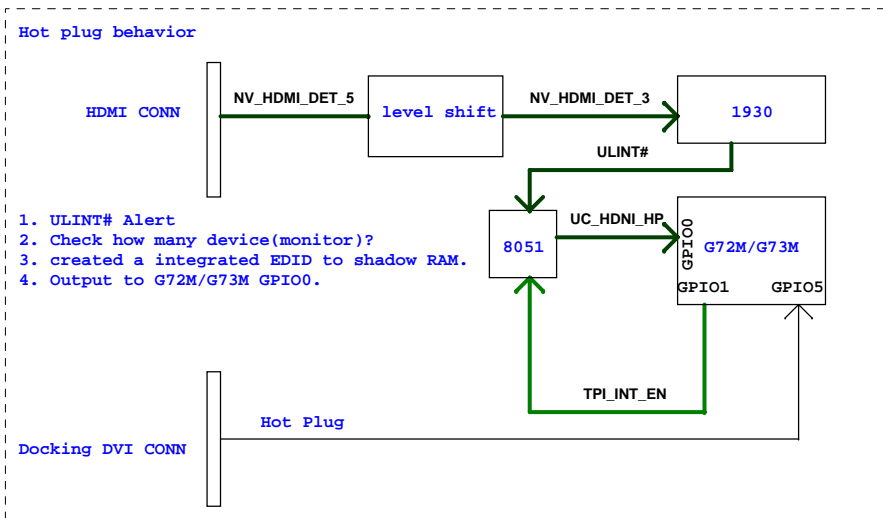 Hot plug behavior
NV_HDMI_DET_5
NV_HDMI_DET_3
HDMI CONN
level shift
1930
ULINT#
1. ULINT# Alert
2. Check how many device(monitor)?
3. created a integrated EDID to shadow RAM.
4. Output to G72M/G73M GPIO0.
8051
UC_HDNI_HP
GPIO0
G72M/G73M
GPIO1
GPIO5
TPI_INT_EN
Hot Plug
Docking DVI CONN